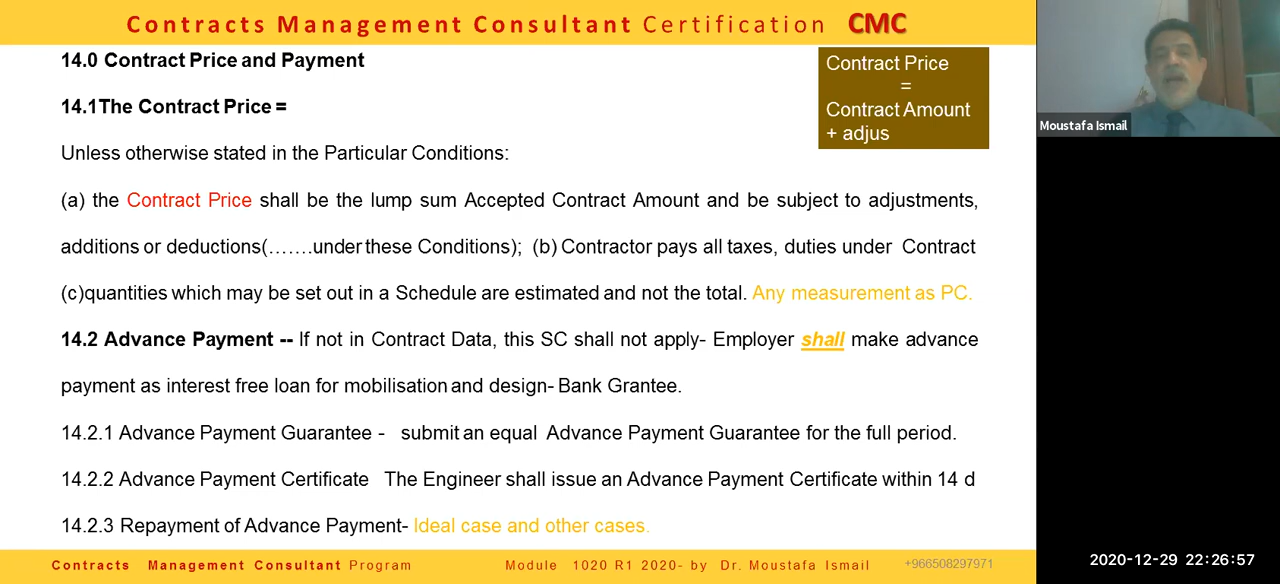 Contracts Management Consultant Certification CMC
14.0 Contract Price and Payment
Contract Price
=
Contract Amount
+ adjus
14.1The Contract Price =
Unless otherwise stated in the Particular Conditions:
(a) the Contract Price shall be the lump sum Accepted Contract Amount and be subject to adjustments,
additions or deductions(…….under these Conditions); (b) Contractor pays all taxes, duties under Contract
(c)quantities which may be set out in a Schedule are estimated and not the total. Any measurement as PC.
14.2 Advance Payment -- If not in Contract Data, this SC shall not apply- Employer shall make advance
payment as interest free loan for mobilisation and design- Bank Grantee.
14.2.1 Advance Payment Guarantee - submit an equal Advance Payment Guarantee for the full period.
14.2.2 Advance Payment Certificate The Engineer shall issue an Advance Payment Certificate within 14 d
14.2.3 Repayment of Advance Payment- Ideal case and other cases.
Contracts Management Consultant Program
Module 1020 R1 2020- by Dr. Moustafa Ismail
+966508297971
Moustafa Ismail
2020-12-29 22:26:57